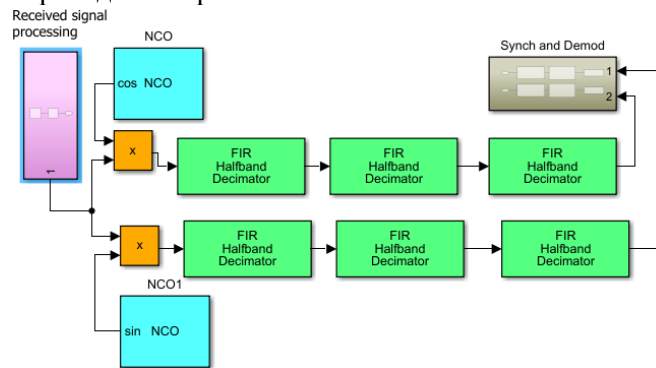 Received signal
processing
NCO
cos NCO
Synch and Demod
1
2
1
x
FIR
Halfband
Decimator
FIR
Halfband
Decimator
FIR
Halfband
Decimator
x
FIR
Halfband
Decimator
FIR
Halfband
Decimator
FIR
Halfband
Decimator
NCO1
sin NCO